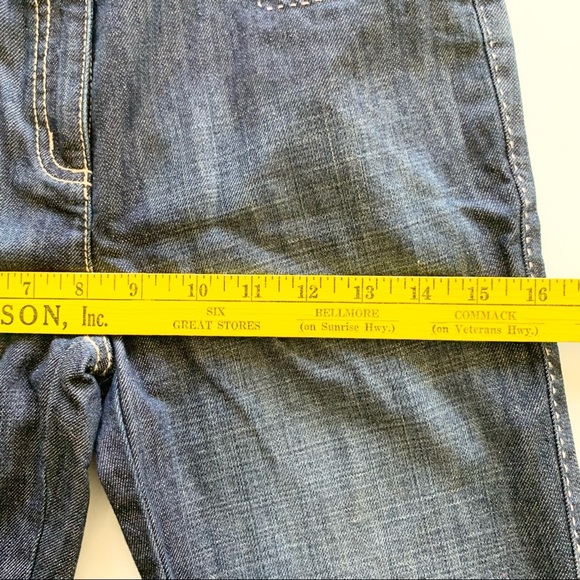 7 8 9 10 11 12 13 14 15 16
SON, Inc.
SIX
GREAT STORES
BELLMORE
(on Sunrise Hwy.)
COMMACK
(on Veterans Hwy.)